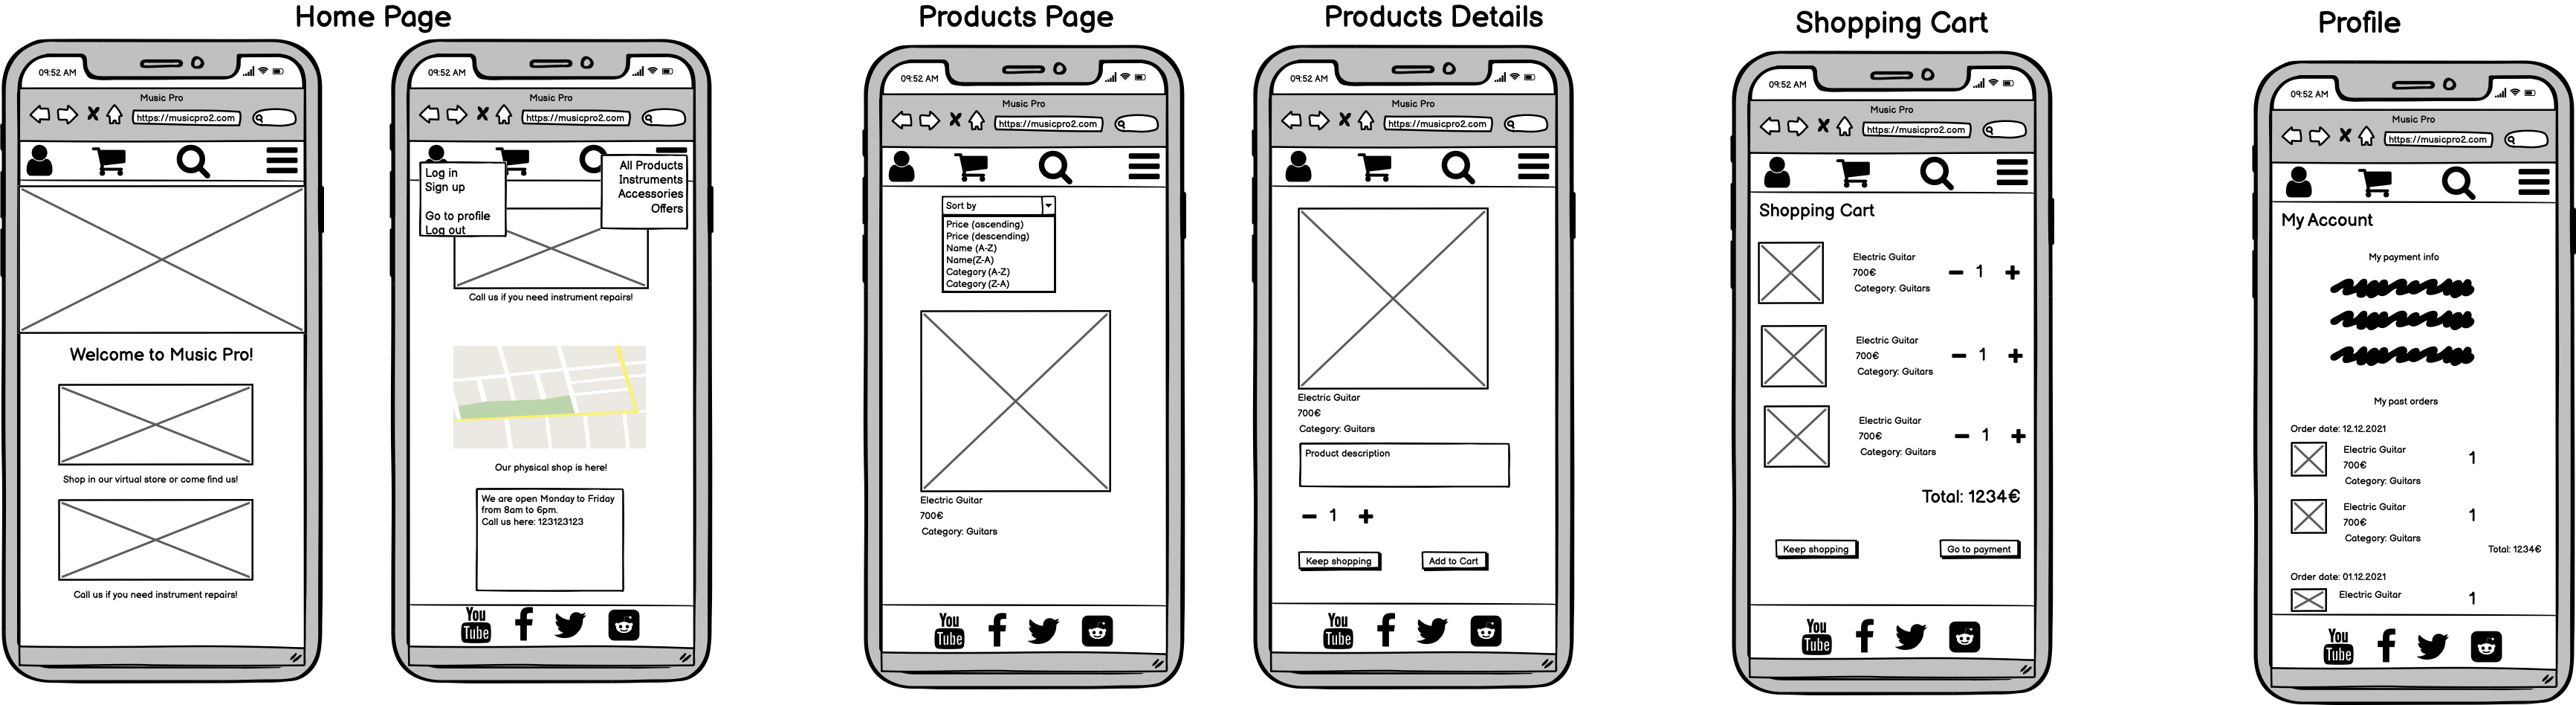 Home Page
09:52 AM
Music Pro
https://musicpro2.com
Welcome to Music Pro!
Shop in our virtual store or come find us!
Call us if you need instrument repairs!
09:52 AM
Music Pro
https://musicpro2.com
Log in
Sign up
Go to profile
Log out
All Products
Instruments
Accessories
Offers
Call us if you need instrument repairs!
Our physical shop is here!
We are open Monday to Friday
from 8am to 6pm.
Call us here: 123123123
You
Tube
Products Page
09:52 AM
Music Pro
https://musicpro2.com
Sort by
Price (ascending)
Price (descending)
Name (A-Z)
Name(Z-A)
Category (A-Z)
Category (Z-A)
Electric Guitar
700€
Category: Guitars
You
Tube
Products Details
09:52 AM
Music Pro
https://musicpro2.com
Electric Guitar
700€
Category: Guitars
Product description
1
Keep shopping
Add to Cart
You
Tube
Shopping Cart
09:52 AM
Music Pro
https://musicpro2.com
Shopping Cart
Electric Guitar
700€
Category: Guitars
1
Electric Guitar
700€
Category: Guitars
1
Electric Guitar
700€
Category: Guitars
1
Total: 1234€
Keep shopping
Go to payment
You
Tube
Profile
09:52 AM
Music Pro
https://musicpro2.com
My Account
My payment info
My past orders
Order date: 12.12.2021
Electric Guitar
700€
Category: Guitars
1
Electric Guitar
700€
Category: Guitars
1
Total: 1234€
Order date: 01.12.2021
Electric Guitar
1
You
Tube